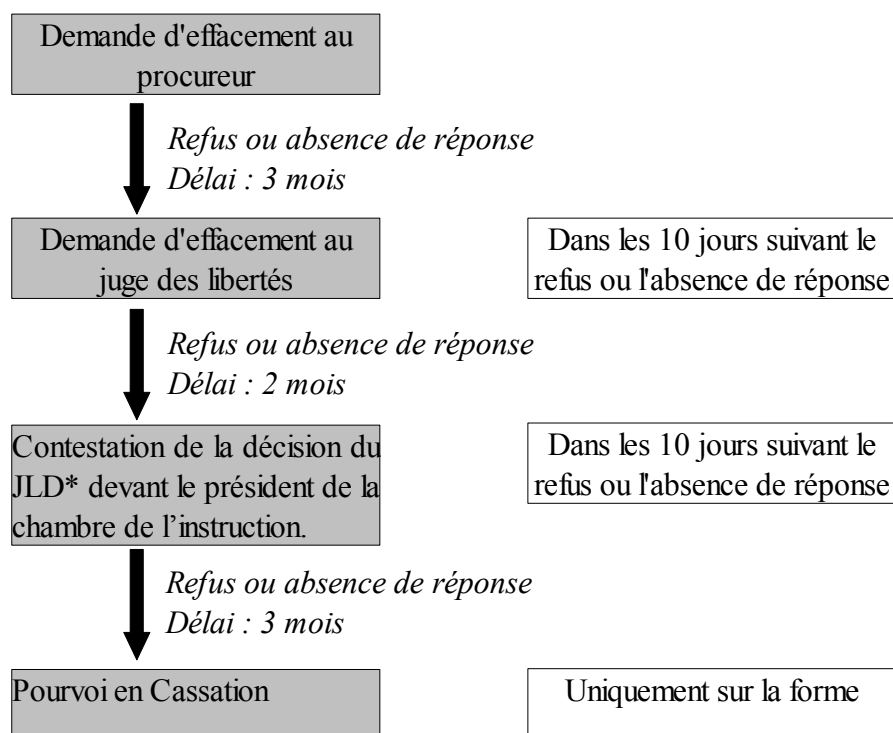 Demande d'effacement au
procureur
Refus ou absence de réponse
Délai : 3 mois
Demande d'effacement au
juge des libertés
Dans les 10 jours suivant le
refus ou l'absence de réponse
Refus ou absence de réponse
Délai : 2 mois
Contestation de la décision du
JLD* devant le président de la
chambre de l’instruction.
Dans les 10 jours suivant le
refus ou l'absence de réponse
Refus ou absence de réponse
Délai : 3 mois
Pourvoi en Cassation
Uniquement sur la forme